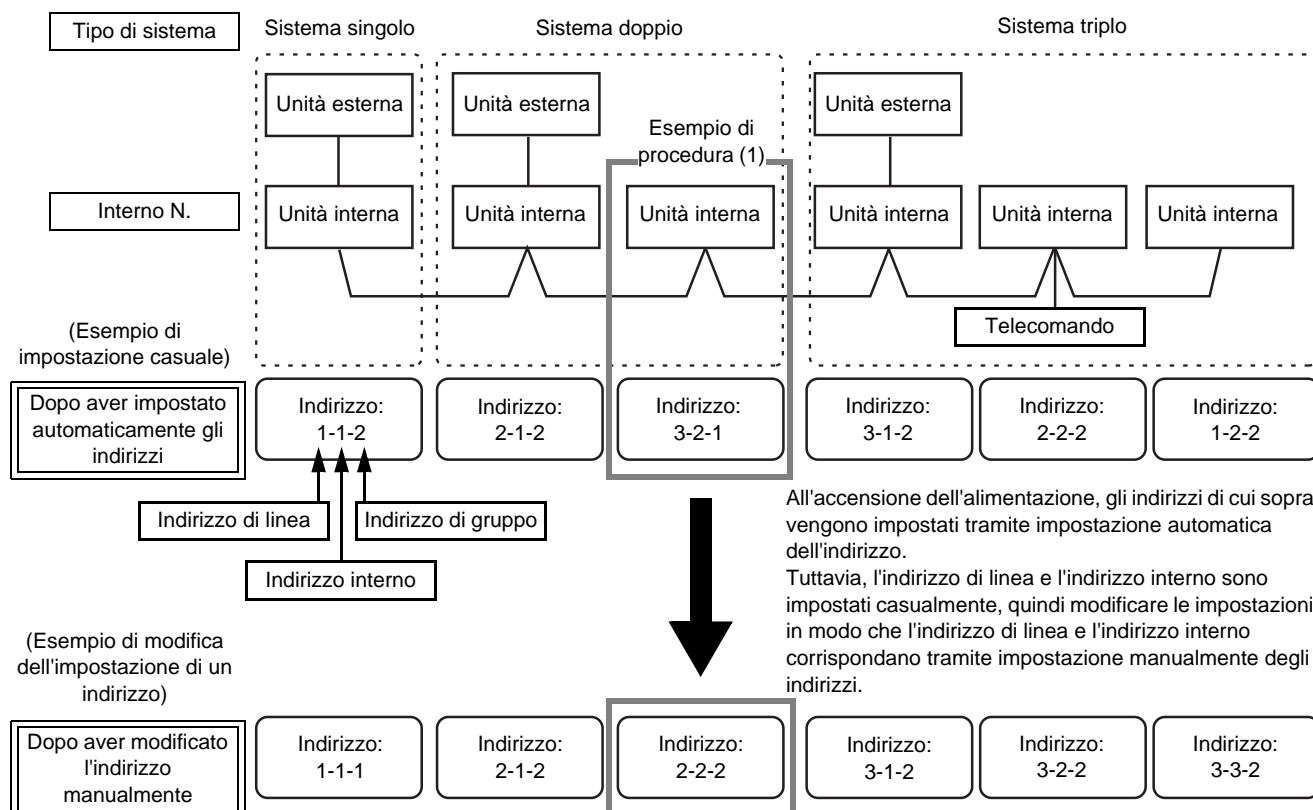 Tipo di sistema
Sistema singolo
Sistema doppio
Sistema triplo
Unità esterna
Unità esterna
Unità esterna
Esempio di
procedura (1)
Interno N.
Unità interna
Unità interna
Unità interna
Unità interna
Unità interna
Unità interna
Telecomando
(Esempio di
impostazione casuale)
Dopo aver impostato
automaticamente gli
indirizzi
Indirizzo:
1-1-2
Indirizzo:
2-1-2
Indirizzo:
3-2-1
Indirizzo:
3-1-2
Indirizzo:
2-2-2
Indirizzo:
1-2-2
Indirizzo di linea
Indirizzo di gruppo
Indirizzo interno
All'accensione dell'alimentazione, gli indirizzi di cui sopra
vengono impostati tramite impostazione automatica
dell'indirizzo.
Tuttavia, l'indirizzo di linea e l'indirizzo interno sono
impostati casualmente, quindi modificare le impostazioni
in modo che l'indirizzo di linea e l'indirizzo interno
corrispondano tramite impostazione manualmente degli
indirizzi.
(Esempio di modifica
dell'impostazione di un
indirizzo)
Dopo aver modificato
l'indirizzo
manualmente
Indirizzo:
1-1-1
Indirizzo:
2-1-2
Indirizzo:
2-2-2
Indirizzo:
3-1-2
Indirizzo:
3-2-2
Indirizzo:
3-3-2